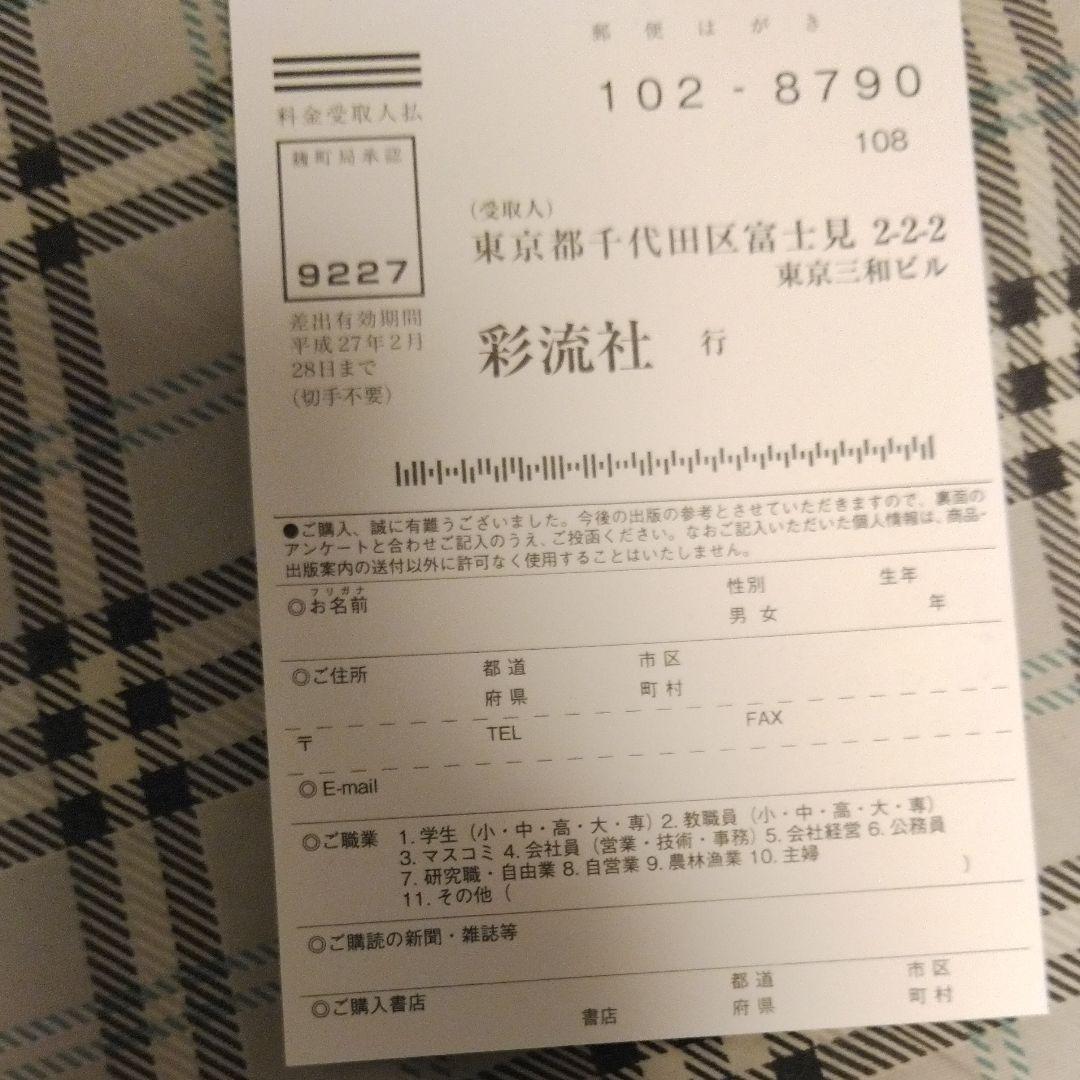 郵便はがき
102-8790
108
料金受取人払
麹町局承認
9227
差出有効期間
平成27年2月
28日まで
(切手不要)
(受取人)
東京都千代田区富士見 2-2-2
東京三和ビル
彩流社 行
●ご購入、誠に有難うございました。今後の出版の参考とさせていただきますので、裏面の
アンケートと合わせご記入のうえ、ご投函ください。なおご記入いただいた個人情報は、商品・
出版案内の送付以外に許可なく使用することはいたしません。
フリガナ
◎お名前 性別 生年
男 女 年
◎ご住所 都道 市区
府県 町村
〒 TEL FAX
◎ E-mail
◎ご職業 1. 学生 (小・中・高・大・専) 2. 教職員 (小・中・高・大・専)
3. マスコミ 4. 会社員 (営業・技術・事務) 5. 会社経営 6. 公務員
7. 研究職・自由業 8. 自営業 9. 農林漁業 10. 主婦
11. その他 ( )
◎ご購読の新聞・雑誌等
◎ご購入書店 書店 都道 市区
府県 町村